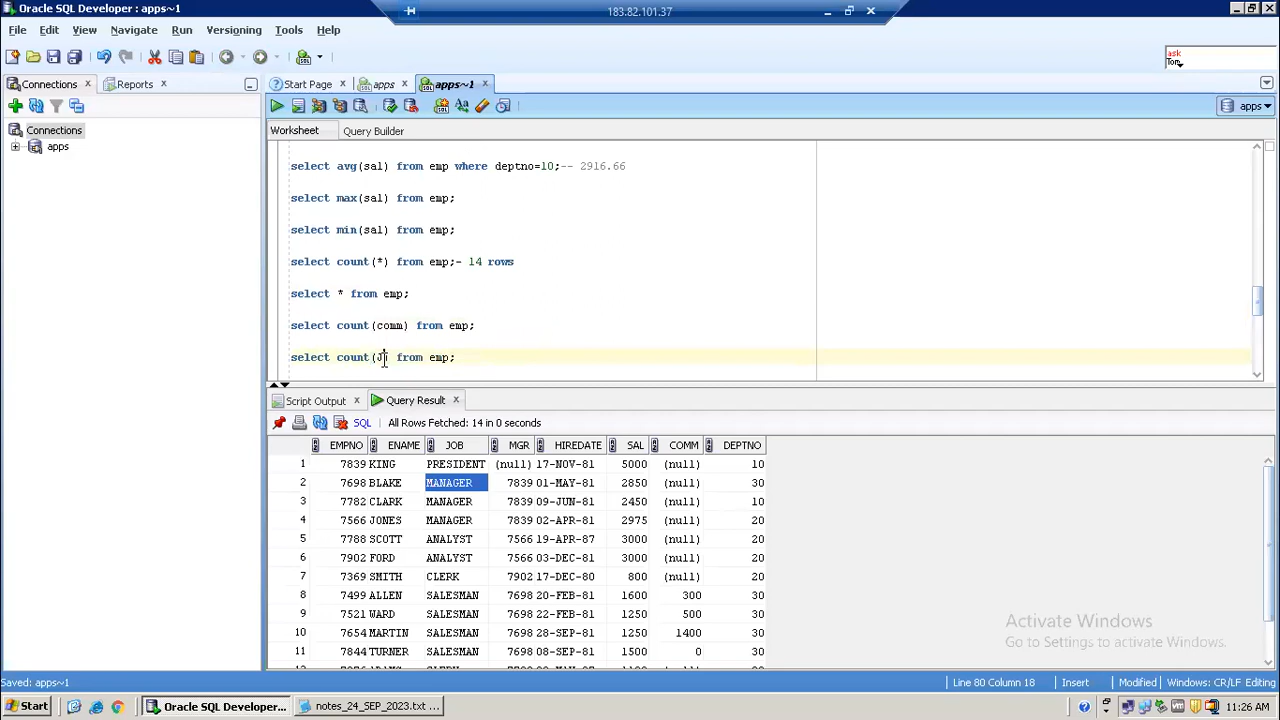 Oracle SQL Developer : apps~1
183.82.101.37
File Edit View Navigate Run Versioning Tools Help
ask
Tom
Connections Reports Start Page apps apps~1
apps
Connections
apps
Worksheet Query Builder
select avg(sal) from emp where deptno=10;-- 2916.66
select max(sal) from emp;
select min(sal) from emp;
select count(*) from emp;- 14 rows
select * from emp;
select count(comm) from emp;
select count(J) from emp;
Script Output Query Result
SQL All Rows Fetched: 14 in 0 seconds
EMPNO ENAME JOB MGR HIREDATE SAL COMM DEPTNO
1 7839 KING PRESIDENT (null) 17-NOV-81 5000 (null) 10
2 7698 BLAKE MANAGER 7839 01-MAY-81 2850 (null) 30
3 7782 CLARK MANAGER 7839 09-JUN-81 2450 (null) 10
4 7566 JONES MANAGER 7839 02-APR-81 2975 (null) 20
5 7788 SCOTT ANALYST 7566 19-APR-87 3000 (null) 20
6 7902 FORD ANALYST 7566 03-DEC-81 3000 (null) 20
7 7369 SMITH CLERK 7902 17-DEC-80 800 (null) 20
8 7499 ALLEN SALESMAN 7698 20-FEB-81 1600 300 30
9 7521 WARD SALESMAN 7698 22-FEB-81 1250 500 30
10 7654 MARTIN SALESMAN 7698 28-SEP-81 1250 1400 30
11 7844 TURNER SALESMAN 7698 08-SEP-81 1500 0 30
Activate Windows
Go to Settings to activate Windows.
Saved: apps~1 Line 80 Column 18 Insert Modified Windows: CR/LF Editing
Start Oracle SQL Developer... notes_24_SEP_2023.txt ... 11:26 AM